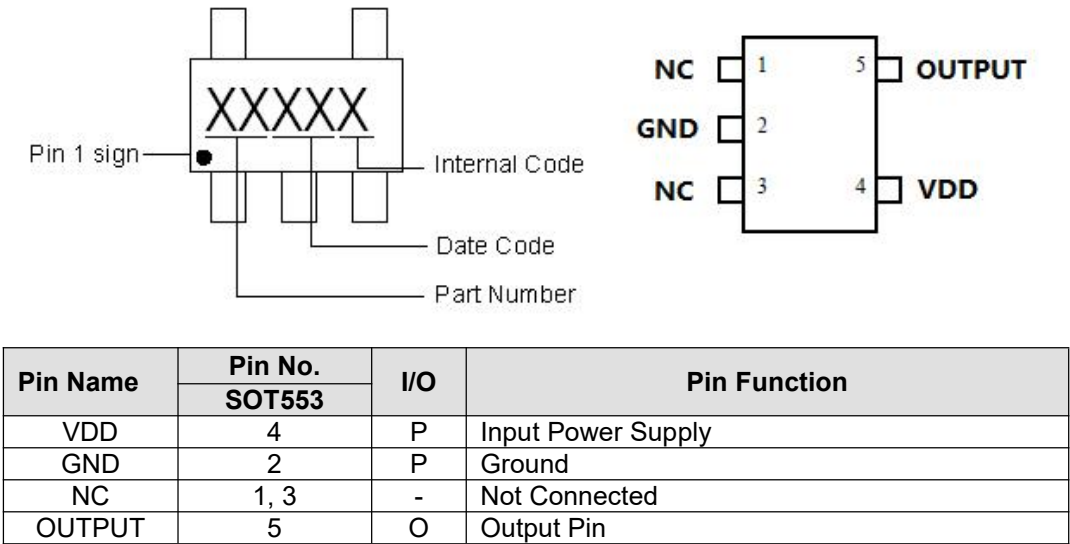 XXXXX
Pin 1 sign
Internal Code
Date Code
Part Number
NC 1 5 OUTPUT
GND 2
NC 3 4 VDD
Pin Name Pin No. I/O Pin Function
SOT553
VDD 4 P Input Power Supply
GND 2 P Ground
NC 1, 3 - Not Connected
OUTPUT 5 O Output Pin